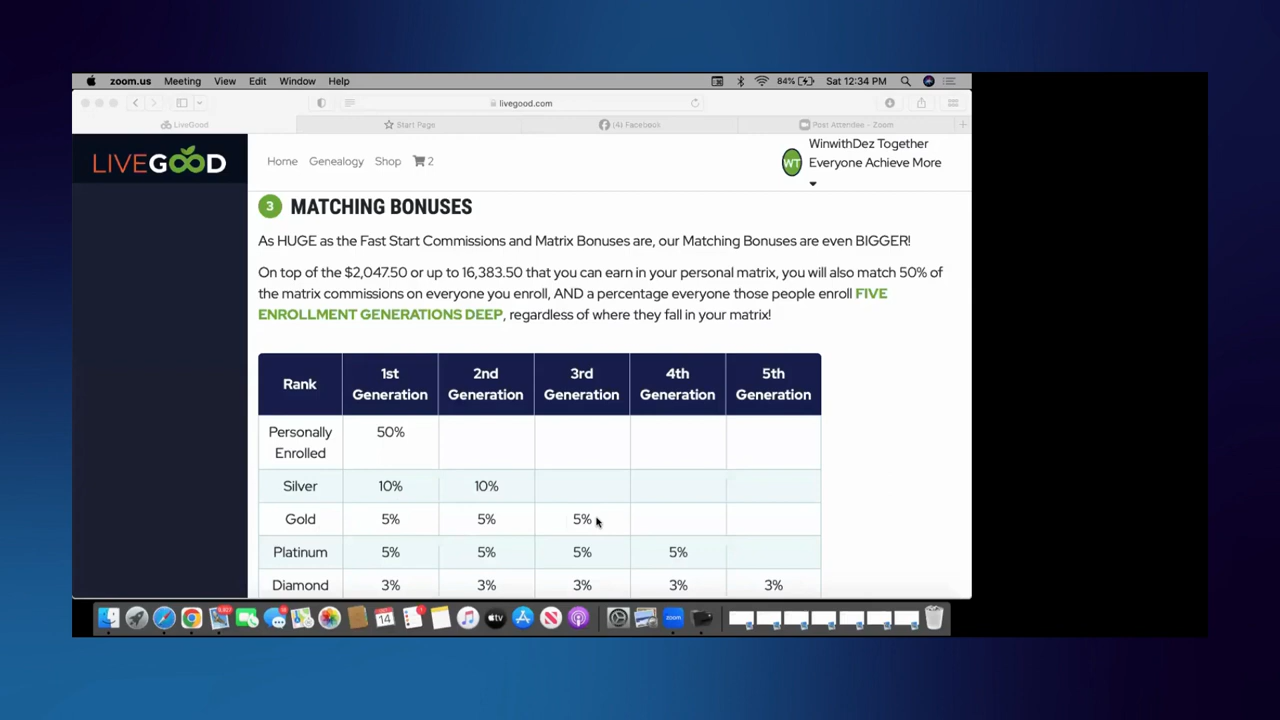 zoom.us Meeting View Edit Window Help 84% Sat 12:34 PM
livegood.com
LiveGood Start Page (4) Facebook Post Attendee - Zoom
LIVEGOOD Home Genealogy Shop 2 WT WinwithDez Together
Everyone Achieve More
3 MATCHING BONUSES
As HUGE as the Fast Start Commissions and Matrix Bonuses are, our Matching Bonuses are even BIGGER!
On top of the $2,047.50 or up to 16,383.50 that you can earn in your personal matrix, you will also match 50% of
the matrix commissions on everyone you enroll, AND a percentage everyone those people enroll FIVE
ENROLLMENT GENERATIONS DEEP, regardless of where they fall in your matrix!
Rank 1st Generation 2nd Generation 3rd Generation 4th Generation 5th Generation
Personally Enrolled 50%
Silver 10% 10%
Gold 5% 5% 5%
Platinum 5% 5% 5% 5%
Diamond 3% 3% 3% 3% 3%
14 tv zoom